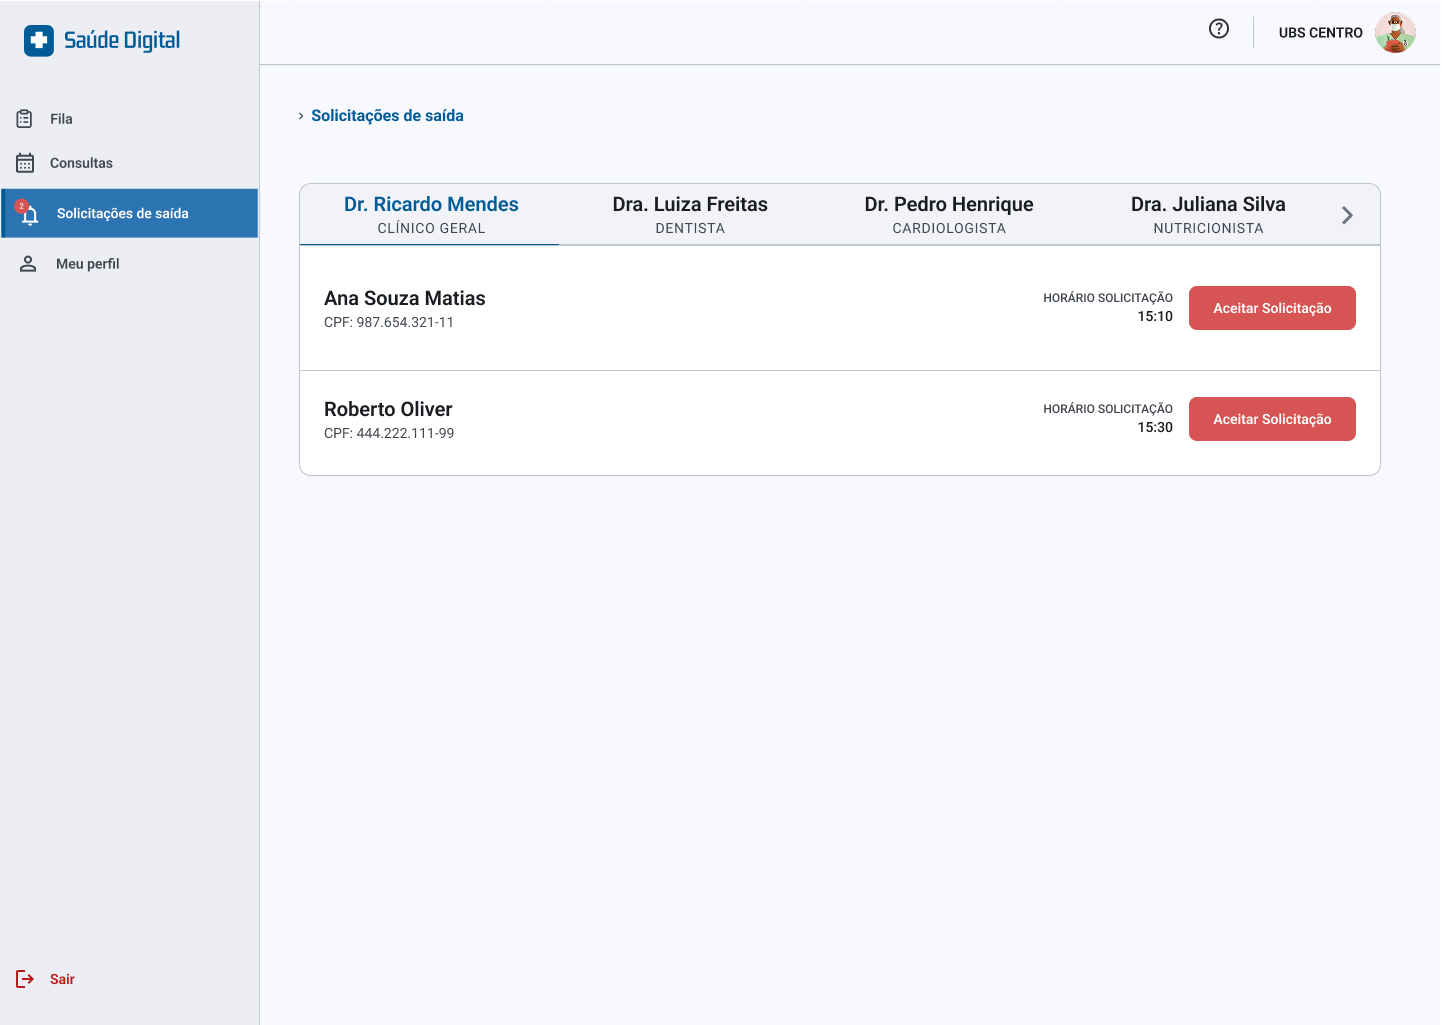 Saúde Digital
UBS CENTRO
Fila
Consultas
2
Solicitações de saída
Meu perfil
Sair
Solicitações de saída
Dr. Ricardo Mendes
CLÍNICO GERAL
Dra. Luiza Freitas
DENTISTA
Dr. Pedro Henrique
CARDIOLOGISTA
Dra. Juliana Silva
NUTRICIONISTA
Ana Souza Matias
CPF: 987.654.321-11
HORÁRIO SOLICITAÇÃO
15:10
Aceitar Solicitação
Roberto Oliver
CPF: 444.222.111-99
HORÁRIO SOLICITAÇÃO
15:30
Aceitar Solicitação